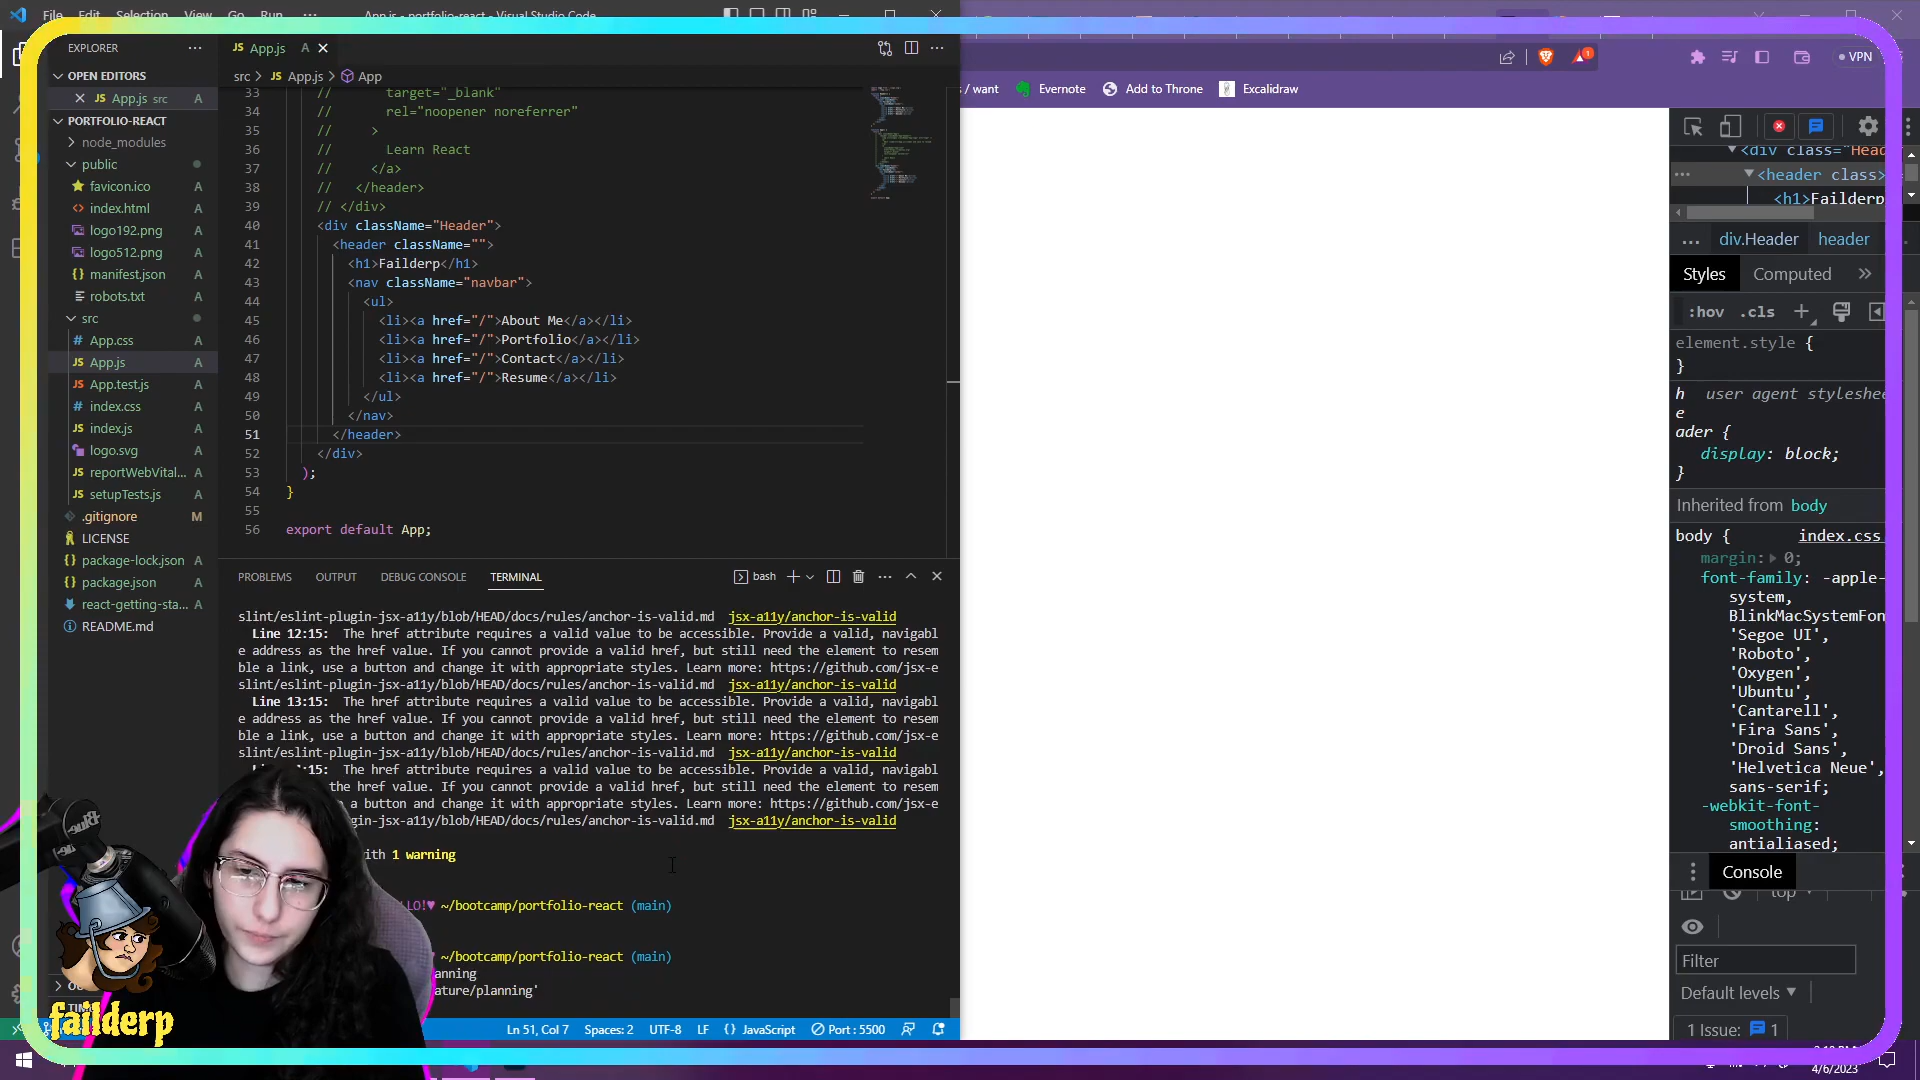 File Edit Selection View Go Run ··· App.js - portfolio-react - Visual Studio Code
EXPLORER ···
OPEN EDITORS
App.js src A
PORTFOLIO-REACT
node_modules
public
favicon.ico A
index.html A
logo192.png A
logo512.png A
manifest.json A
robots.txt A
src
App.css A
App.js A
App.test.js A
index.css A
index.js A
logo.svg A
reportWebVital... A
setupTests.js A
.gitignore M
LICENSE
package-lock.json A
package.json A
react-getting-sta... A
README.md
App.js A
src > App.js > App
33 // target="_blank"
34 // rel="noopener noreferrer"
35 // >
36 // Learn React
37 // </a>
38 // </header>
39 // </div>
40 <div className="Header">
41 <header className="">
42 <h1>Failderp</h1>
43 <nav className="navbar">
44 <ul>
45 <li><a href="/">About Me</a></li>
46 <li><a href="/">Portfolio</a></li>
47 <li><a href="/">Contact</a></li>
48 <li><a href="/">Resume</a></li>
49 </ul>
50 </nav>
51 </header>
52 </div>
53 );
54 }
55
56 export default App;
PROBLEMS OUTPUT DEBUG CONSOLE TERMINAL bash
slint/eslint-plugin-jsx-a11y/blob/HEAD/docs/rules/anchor-is-valid.md jsx-a11y/anchor-is-valid
Line 12:15: The href attribute requires a valid value to be accessible. Provide a valid, navigabl
e address as the href value. If you cannot provide a valid href, but still need the element to resem
ble a link, use a button and change it with appropriate styles. Learn more: https://github.com/jsx-e
slint/eslint-plugin-jsx-a11y/blob/HEAD/docs/rules/anchor-is-valid.md jsx-a11y/anchor-is-valid
Line 13:15: The href attribute requires a valid value to be accessible. Provide a valid, navigabl
e address as the href value. If you cannot provide a valid href, but still need the element to resem
ble a link, use a button and change it with appropriate styles. Learn more: https://github.com/jsx-e
slint/eslint-plugin-jsx-a11y/blob/HEAD/docs/rules/anchor-is-valid.md jsx-a11y/anchor-is-valid
:15: The href attribute requires a valid value to be accessible. Provide a valid, navigabl
the href value. If you cannot provide a valid href, but still need the element to resem
a button and change it with appropriate styles. Learn more: https://github.com/jsx-e
gin-jsx-a11y/blob/HEAD/docs/rules/anchor-is-valid.md jsx-a11y/anchor-is-valid
ith 1 warning
LO!♥ ~/bootcamp/portfolio-react (main)
~/bootcamp/portfolio-react (main)
anning
ature/planning'
failderp
Ln 51, Col 7 Spaces: 2 UTF-8 LF {} JavaScript Port : 5500
VPN
/ want Evernote Add to Throne Excalidraw
<div class="Head
<header class>
<h1>Failderp
... div.Header header
Styles Computed
:hov .cls
element.style {
}
h user agent styleshee
e
ader {
display: block;
}
Inherited from body
body { index.css
margin: 0;
font-family: -apple-
system,
BlinkMacSystemFon
'Segoe UI',
'Roboto',
'Oxygen',
'Ubuntu',
'Cantarell',
'Fira Sans',
'Droid Sans',
'Helvetica Neue',
sans-serif;
-webkit-font-
smoothing:
antialiased;
Console
top
Filter
Default levels
1 Issue: 1
4/6/2023